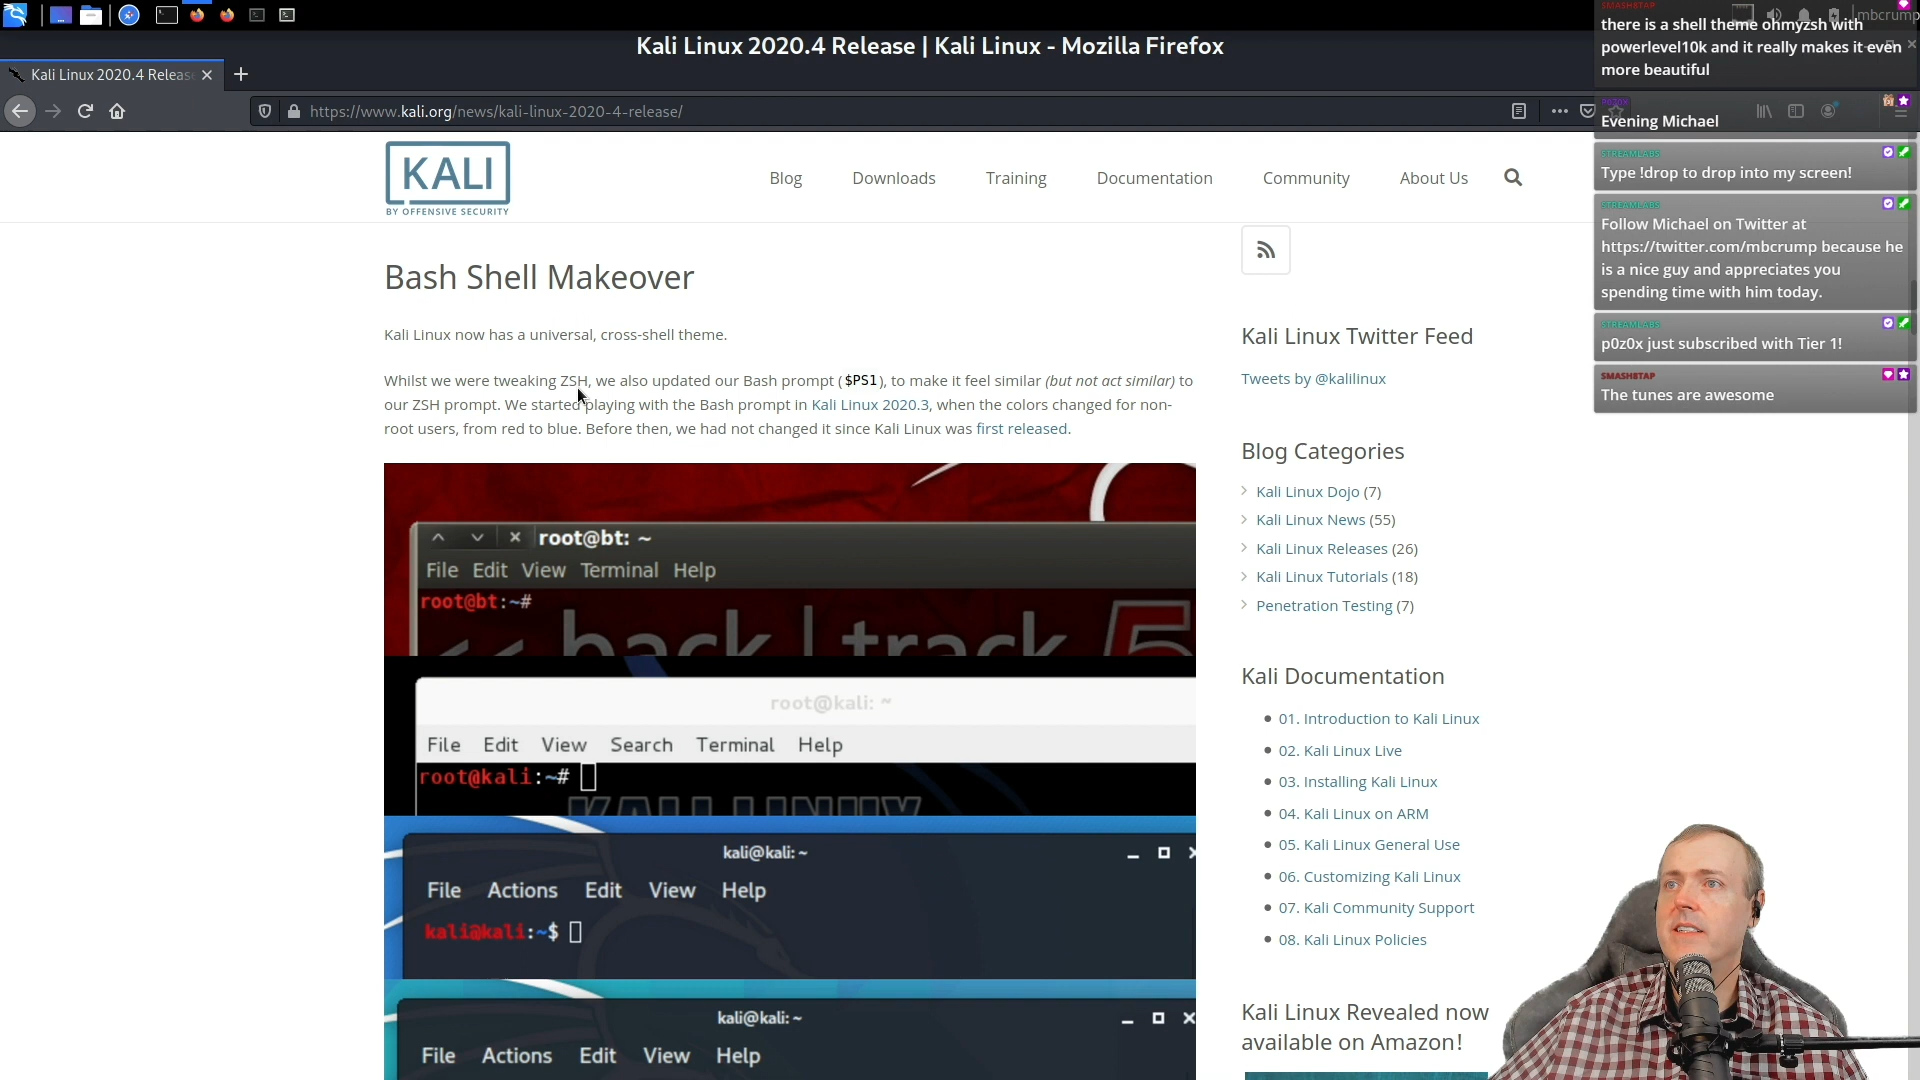 Kali Linux 2020.4 Release | Kali Linux - Mozilla Firefox
mbcrump
Kali Linux 2020.4 Releas
https://www.kali.org/news/kali-linux-2020-4-release/
KALI
BY OFFENSIVE SECURITY
Blog
Downloads
Training
Documentation
Community
About Us
Bash Shell Makeover
Kali Linux now has a universal, cross-shell theme.
Whilst we were tweaking ZSH, we also updated our Bash prompt ($PS1), to make it feel similar (but not act similar) to
our ZSH prompt. We started playing with the Bash prompt in Kali Linux 2020.3, when the colors changed for non-
root users, from red to blue. Before then, we had not changed it since Kali Linux was first released.
root@bt: ~
File Edit View Terminal Help
root@bt:~#
<< back | track 5
root@kali: ~
File Edit View Search Terminal Help
root@kali:~#
KALI LINUX
kali@kali: ~
File Actions Edit View Help
kali@kali:~$
kali@kali: ~
File Actions Edit View Help
Kali Linux Twitter Feed
Tweets by @kalilinux
Blog Categories
Kali Linux Dojo (7)
Kali Linux News (55)
Kali Linux Releases (26)
Kali Linux Tutorials (18)
Penetration Testing (7)
Kali Documentation
01. Introduction to Kali Linux
02. Kali Linux Live
03. Installing Kali Linux
04. Kali Linux on ARM
05. Kali Linux General Use
06. Customizing Kali Linux
07. Kali Community Support
08. Kali Linux Policies
Kali Linux Revealed now
available on Amazon!
SMASHETAP
there is a shell theme ohmyzsh with
powerlevel10k and it really makes it even
more beautiful
Evening Michael
STREAMLABS
Type !drop to drop into my screen!
STREAMLABS
Follow Michael on Twitter at
https://twitter.com/mbcrump because he
is a nice guy and appreciates you
spending time with him today.
STREAMLABS
p0z0x just subscribed with Tier 1!
SMASHETAP
The tunes are awesome